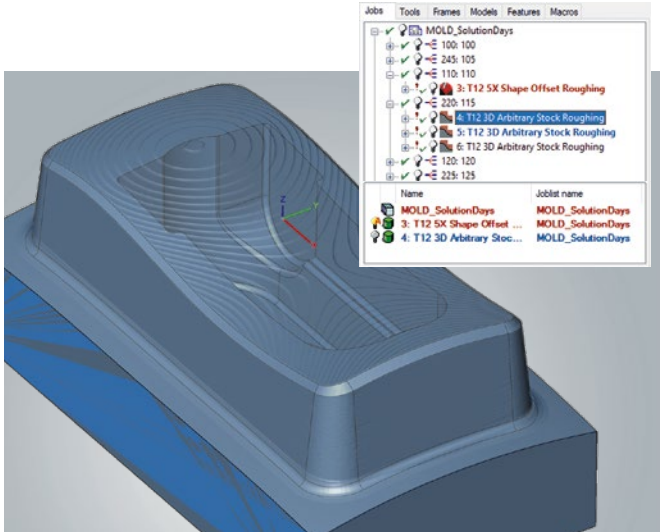 Jobs Tools Frames Models Features Macros
MOLD_SolutionDays
100: 100
245: 105
110: 110
3: T12 5X Shape Offset Roughing
220: 115
4: T12 3D Arbitrary Stock Roughing
5: T12 3D Arbitrary Stock Roughing
6: T12 3D Arbitrary Stock Roughing
120: 120
225: 125
Name Joblist name
MOLD_SolutionDays MOLD_SolutionDays
3: T12 5X Shape Offset ... MOLD_SolutionDays
4: T12 3D Arbitrary Stoc... MOLD_SolutionDays
Z
Y
X